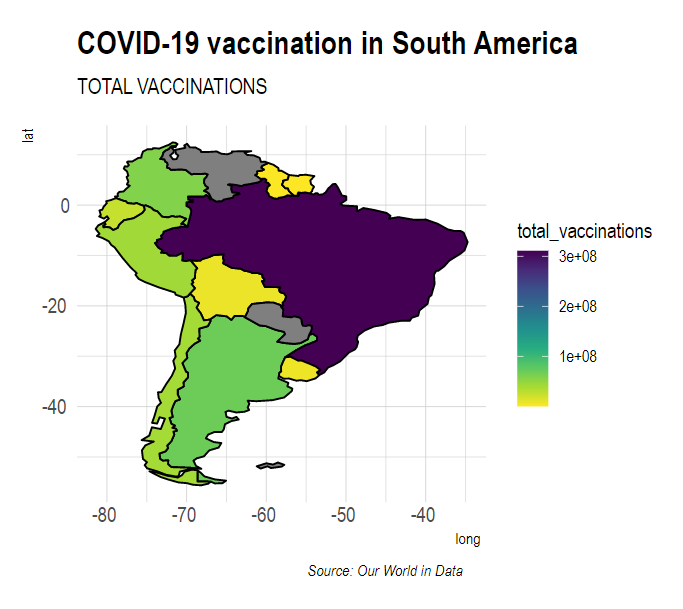 COVID-19 vaccination in South America
TOTAL VACCINATIONS
lat
0
-20
-40
-80
-70
-60
-50
-40
long
total_vaccinations
3e+08
2e+08
1e+08
Source: Our World in Data